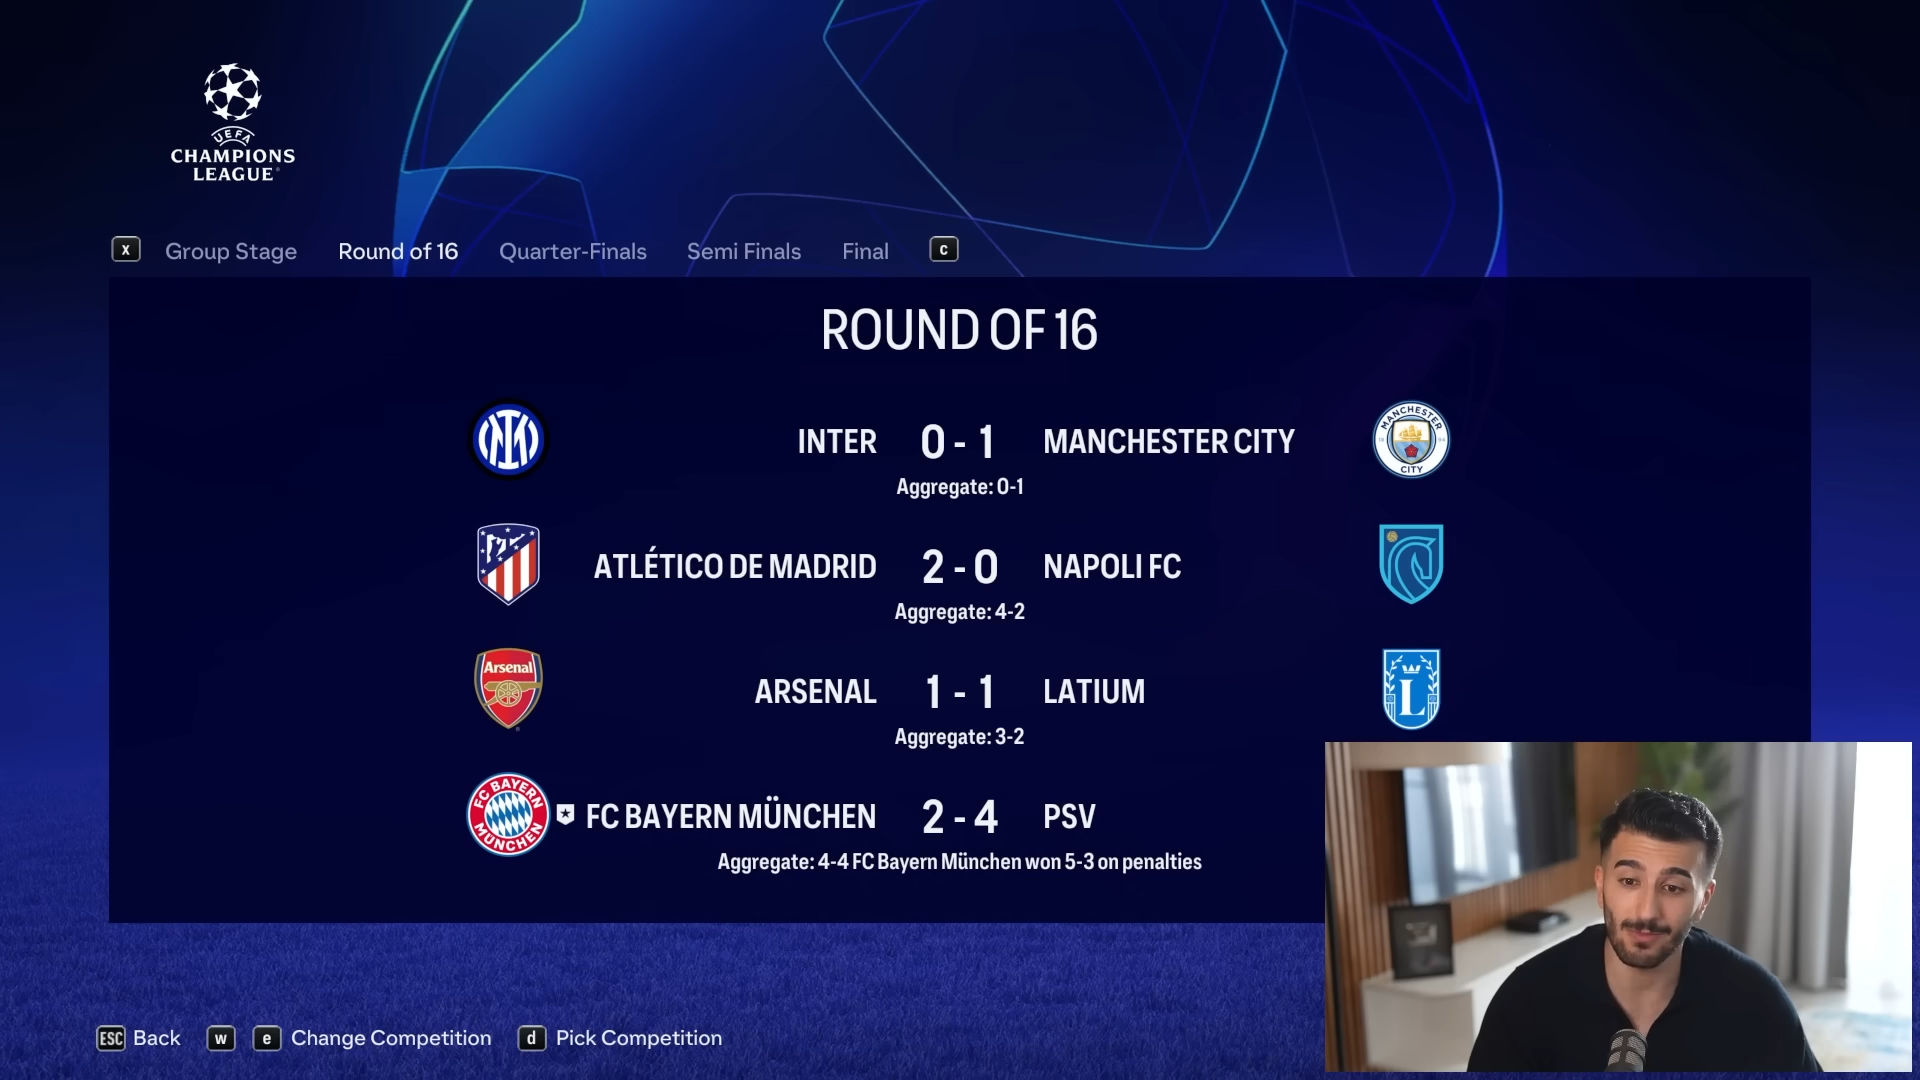 UEFA
CHAMPIONS
LEAGUE
X Group Stage Round of 16 Quarter-Finals Semi Finals Final C
ROUND OF 16
INTER 0 - 1 MANCHESTER CITY
MANCHESTER
CITY
Aggregate: 0-1
ATLÉTICO DE MADRID 2 - 0 NAPOLI FC
Aggregate: 4-2
Arsenal
ARSENAL 1 - 1 LATIUM
L
Aggregate: 3-2
FC BAYERN
MÜNCHEN
FC BAYERN MÜNCHEN 2 - 4 PSV
Aggregate: 4-4 FC Bayern München won 5-3 on penalties
ESC Back w e Change Competition d Pick Competition